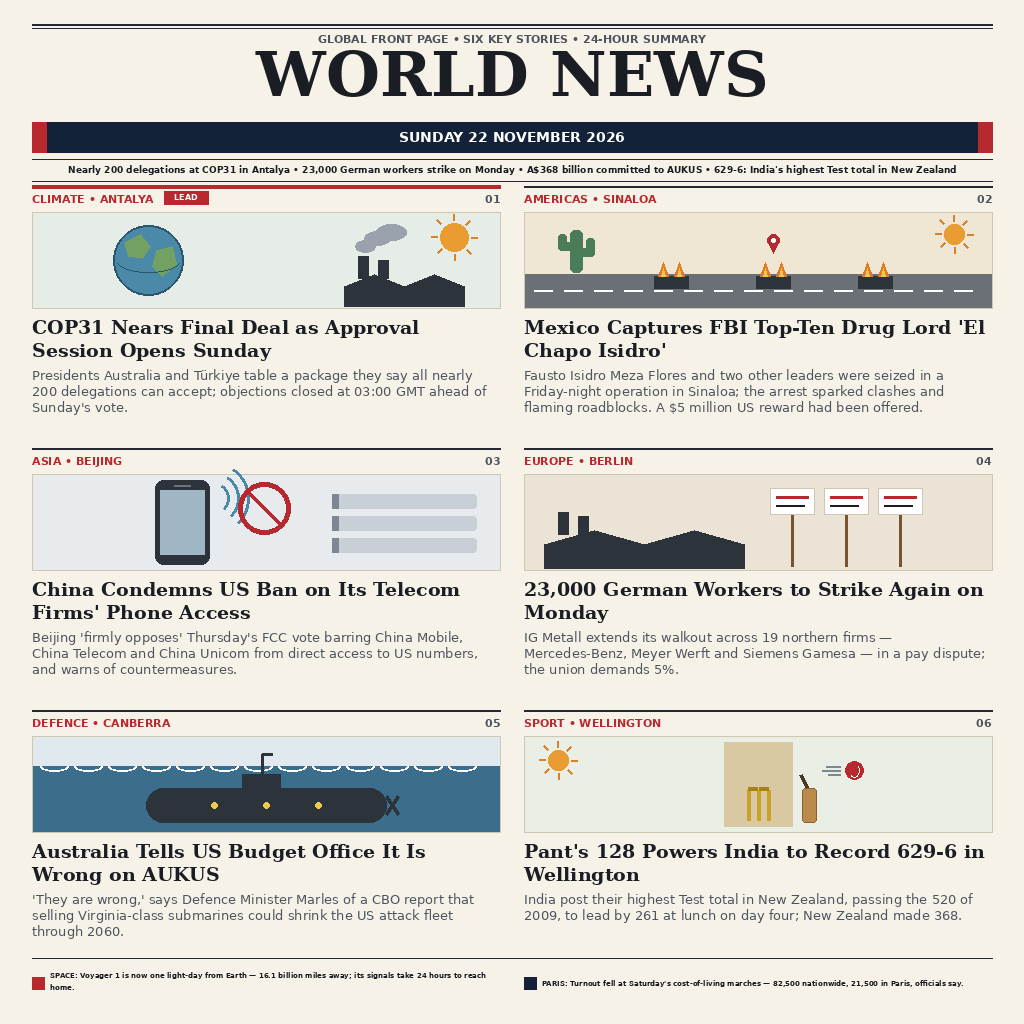 GLOBAL FRONT PAGE • SIX KEY STORIES • 24-HOUR SUMMARY
WORLD NEWS
SUNDAY 22 NOVEMBER 2026
Nearly 200 delegations at COP31 in Antalya • 23,000 German workers strike on Monday • A$368 billion committed to AUKUS • 629-6: India's highest Test total in New Zealand
CLIMATE • ANTALYA LEAD 01
COP31 Nears Final Deal as Approval
Session Opens Sunday
Presidents Australia and Türkiye table a package they say all nearly
200 delegations can accept; objections closed at 03:00 GMT ahead of
Sunday's vote.
AMERICAS • SINALOA 02
Mexico Captures FBI Top-Ten Drug Lord 'El
Chapo Isidro'
Fausto Isidro Meza Flores and two other leaders were seized in a
Friday-night operation in Sinaloa; the arrest sparked clashes and
flaming roadblocks. A $5 million US reward had been offered.
ASIA • BEIJING 03
China Condemns US Ban on Its Telecom
Firms' Phone Access
Beijing 'firmly opposes' Thursday's FCC vote barring China Mobile,
China Telecom and China Unicom from direct access to US numbers,
and warns of countermeasures.
EUROPE • BERLIN 04
23,000 German Workers to Strike Again on
Monday
IG Metall extends its walkout across 19 northern firms —
Mercedes-Benz, Meyer Werft and Siemens Gamesa — in a pay dispute;
the union demands 5%.
DEFENCE • CANBERRA 05
Australia Tells US Budget Office It Is
Wrong on AUKUS
'They are wrong,' says Defence Minister Marles of a CBO report that
selling Virginia-class submarines could shrink the US attack fleet
through 2060.
SPORT • WELLINGTON 06
Pant's 128 Powers India to Record 629-6 in
Wellington
India post their highest Test total in New Zealand, passing the 520 of
2009, to lead by 261 at lunch on day four; New Zealand made 368.
SPACE: Voyager 1 is now one light-day from Earth — 16.1 billion miles away; its signals take 24 hours to reach
home.
PARIS: Turnout fell at Saturday's cost-of-living marches — 82,500 nationwide, 21,500 in Paris, officials say.